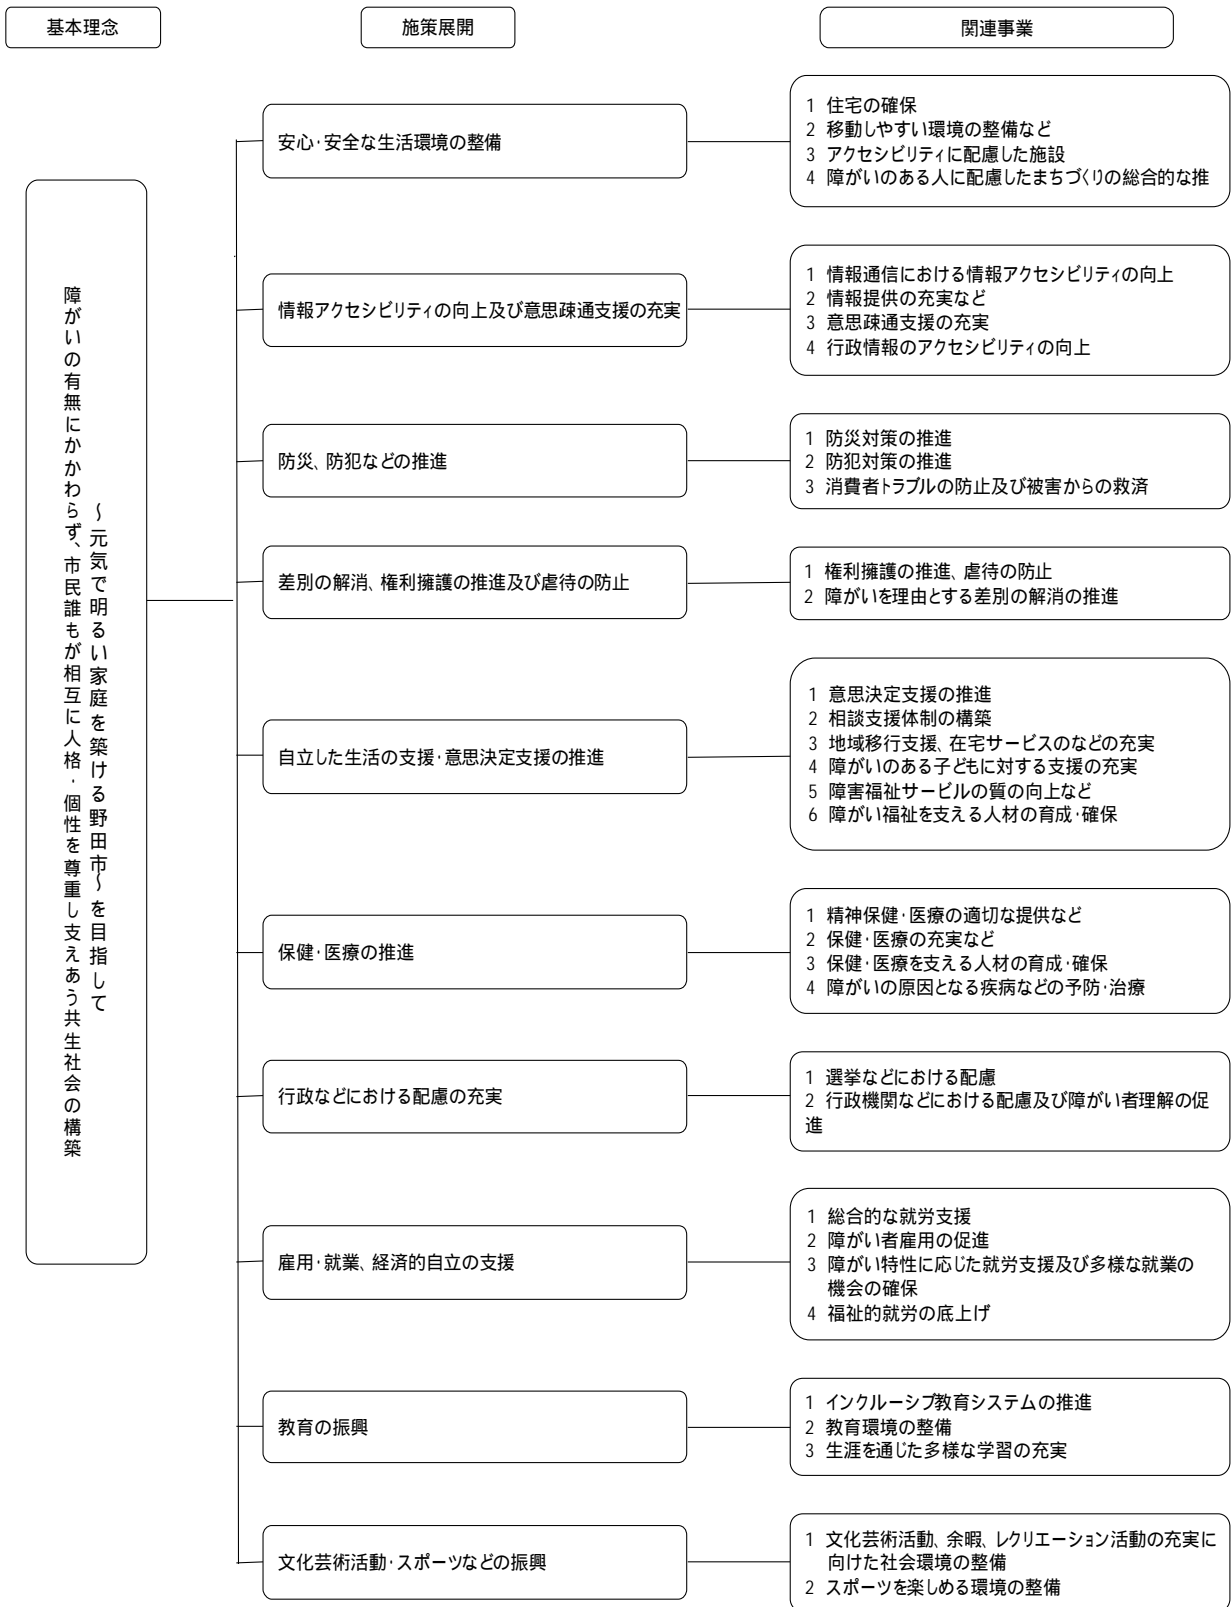 基本理念
施策展開
関連事業
障がいの有無にかかわらず、市民誰もが相互に人格・個性を尊重し支えあう共生社会の構築
～元気で明るい家庭を築ける野田市～を目指して
安心・安全な生活環境の整備
1 住宅の確保
2 移動しやすい環境の整備など
3 アクセシビリティに配慮した施設
4 障がいのある人に配慮したまちづくりの総合的な推
情報アクセシビリティの向上及び意思疎通支援の充実
1 情報通信における情報アクセシビリティの向上
2 情報提供の充実など
3 意思疎通支援の充実
4 行政情報のアクセシビリティの向上
防災、防犯などの推進
1 防災対策の推進
2 防犯対策の推進
3 消費者トラブルの防止及び被害からの救済
差別の解消、権利擁護の推進及び虐待の防止
1 権利擁護の推進、虐待の防止
2 障がいを理由とする差別の解消の推進
自立した生活の支援・意思決定支援の推進
1 意思決定支援の推進
2 相談支援体制の構築
3 地域移行支援、在宅サービスのなどの充実
4 障がいのある子どもに対する支援の充実
5 障害福祉サービルの質の向上など
6 障がい福祉を支える人材の育成・確保
保健・医療の推進
1 精神保健・医療の適切な提供など
2 保健・医療の充実など
3 保健・医療を支える人材の育成・確保
4 障がいの原因となる疾病などの予防・治療
行政などにおける配慮の充実
1 選挙などにおける配慮
2 行政機関などにおける配慮及び障がい者理解の促
進
雇用・就業、経済的自立の支援
1 総合的な就労支援
2 障がい者雇用の促進
3 障がい特性に応じた就労支援及び多様な就業の
機会の確保
4 福祉的就労の底上げ
教育の振興
1 インクルーシブ教育システムの推進
2 教育環境の整備
3 生涯を通じた多様な学習の充実
文化芸術活動・スポーツなどの振興
1 文化芸術活動、余暇、レクリエーション活動の充実に
向けた社会環境の整備
2 スポーツを楽しめる環境の整備